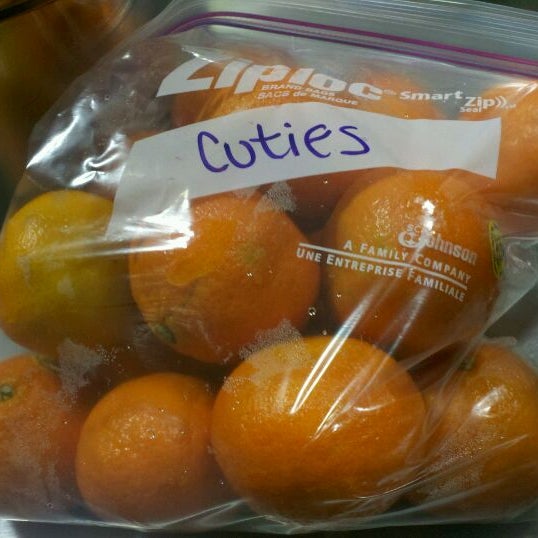 Ziploc®
BRAND BAGS
SACS de MARQUE
Smart Zip
Seal
Cuties
SC Johnson
A FAMILY COMPANY
UNE ENTREPRISE FAMILIALE